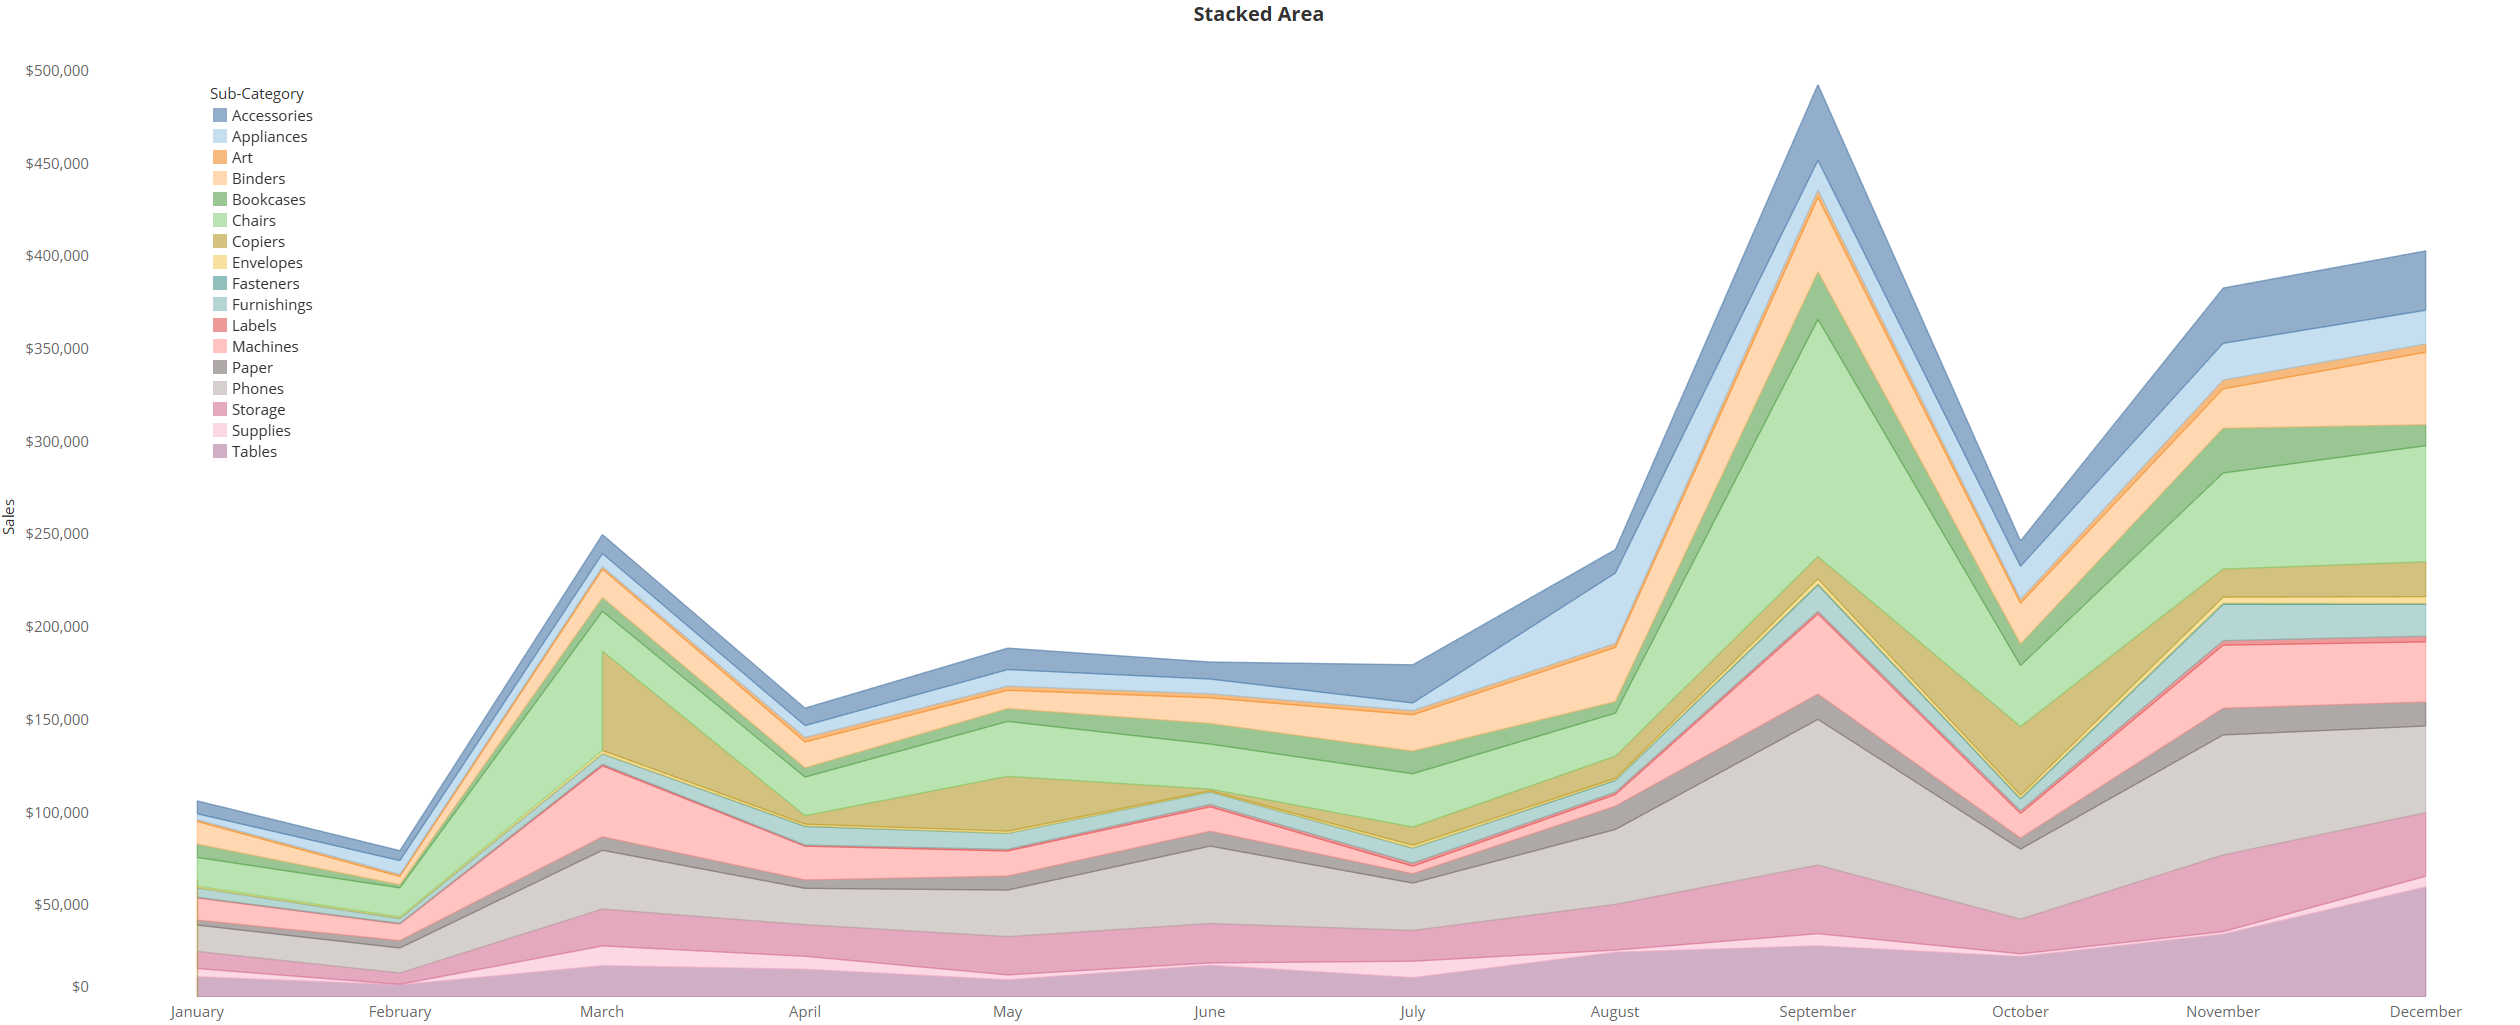 Stacked Area
$500,000
$450,000
$400,000
$350,000
$300,000
$250,000
$200,000
$150,000
$100,000
$50,000
$0
Sales
Sub-Category
Accessories
Appliances
Art
Binders
Bookcases
Chairs
Copiers
Envelopes
Fasteners
Furnishings
Labels
Machines
Paper
Phones
Storage
Supplies
Tables
January February March April May June July August September October November December